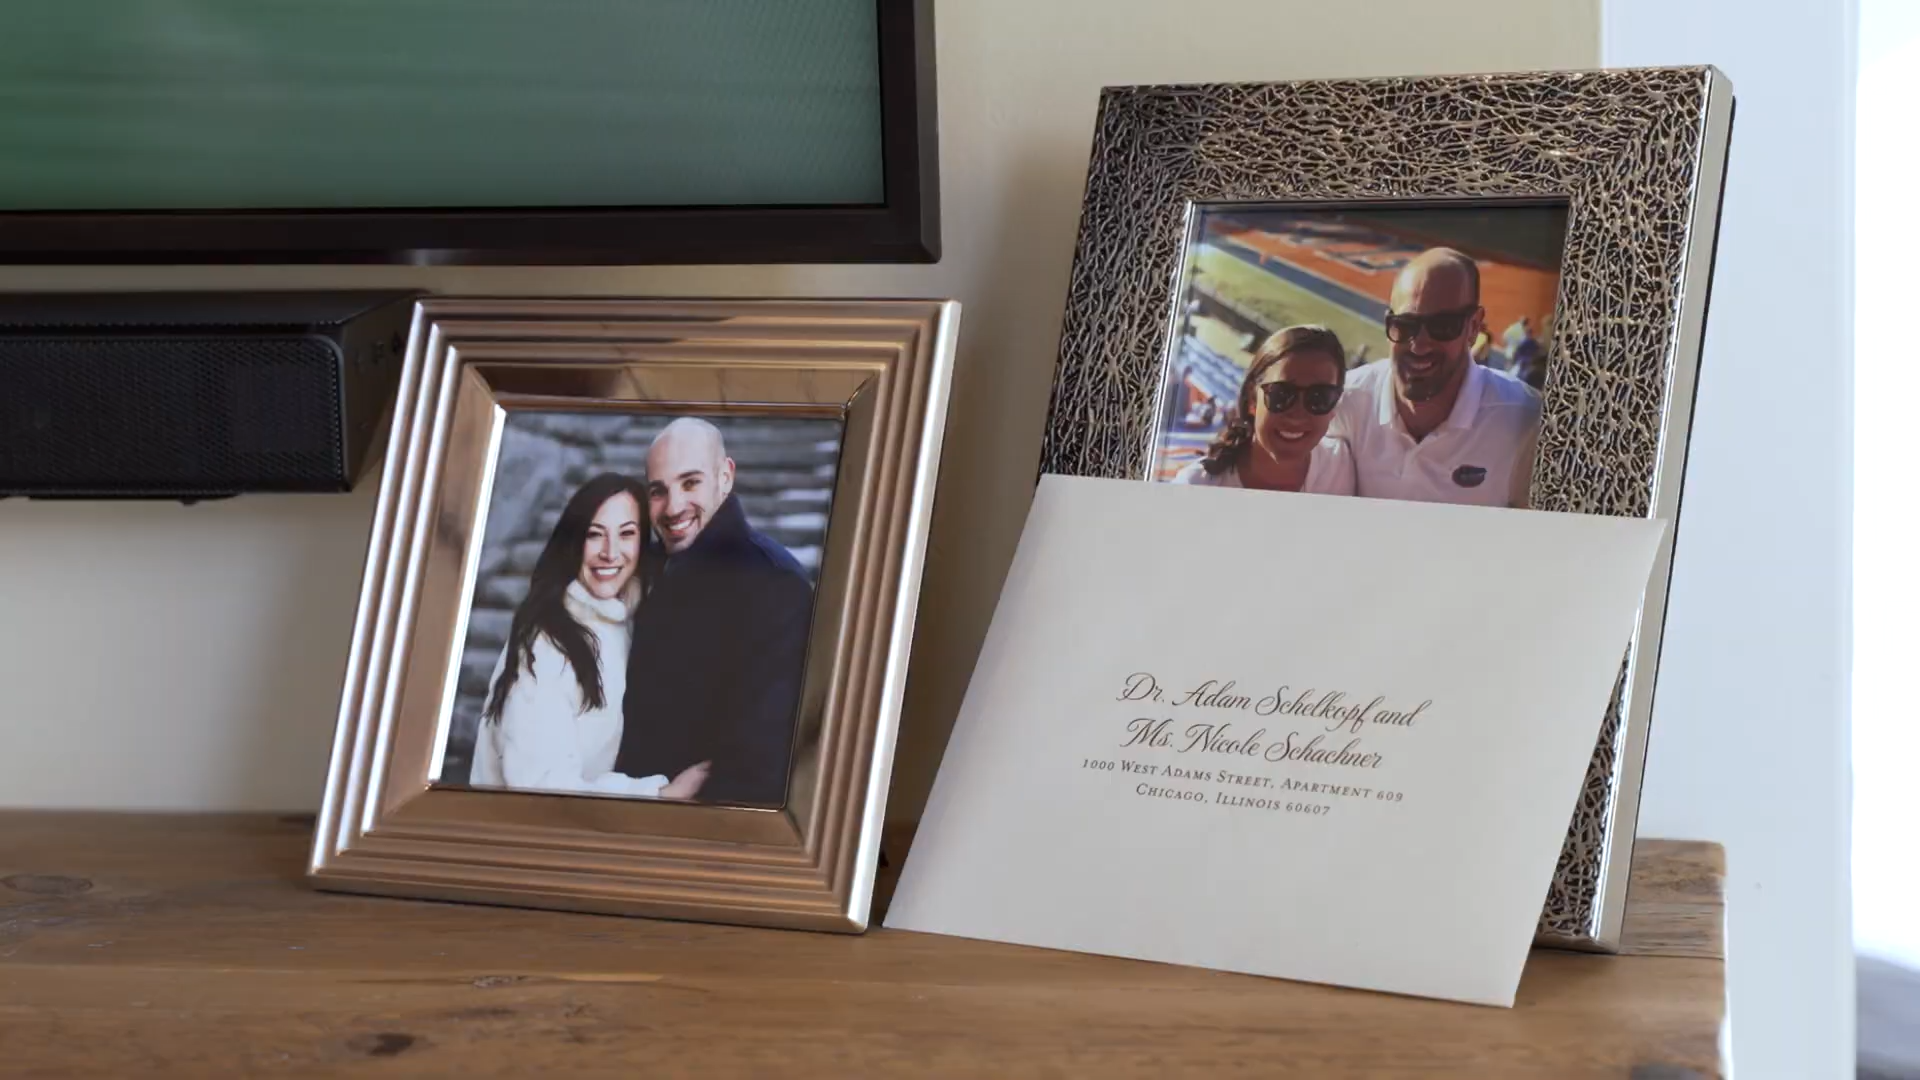 Dr. Adam Schelkopf and
Ms. Nicole Schachner
1000 West Adams Street, Apartment 609
Chicago, Illinois 60607